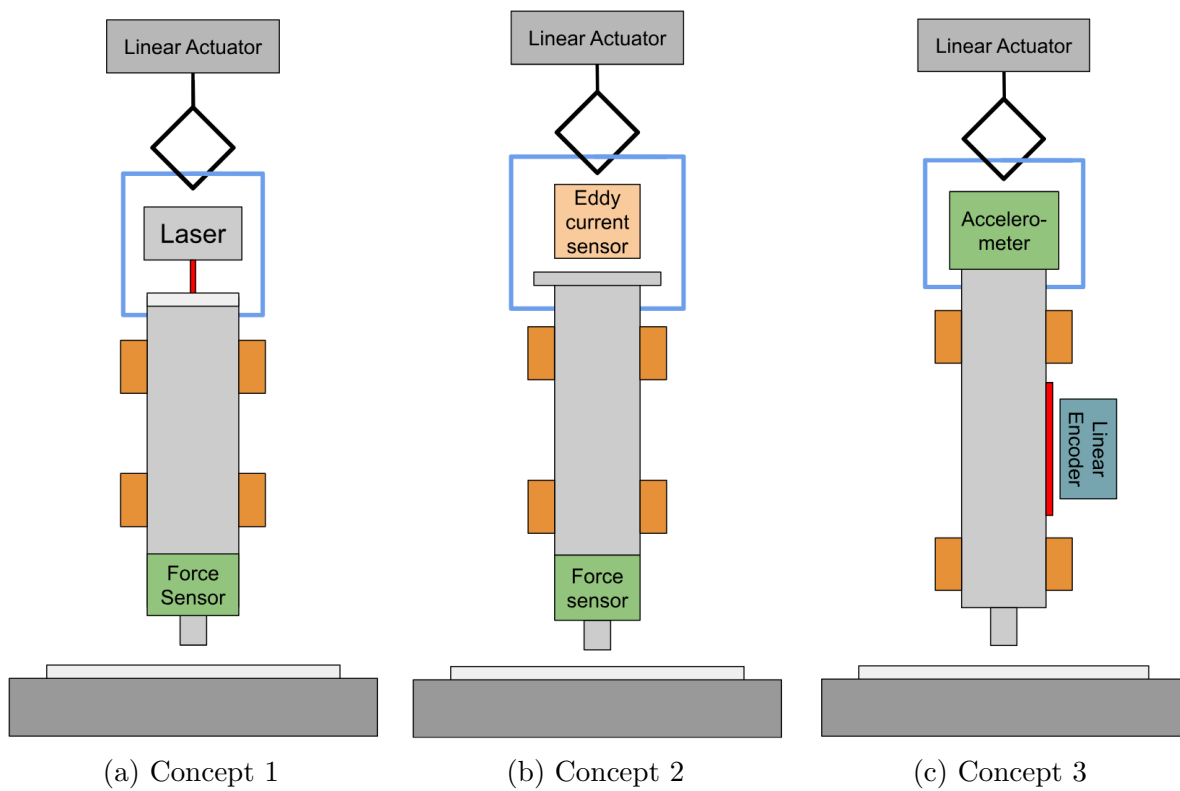 Linear Actuator
Laser
Force
Sensor
(a) Concept 1
Linear Actuator
Eddy
current
sensor
Force
sensor
(b) Concept 2
Linear Actuator
Accelero-
meter
Linear
Encoder
(c) Concept 3